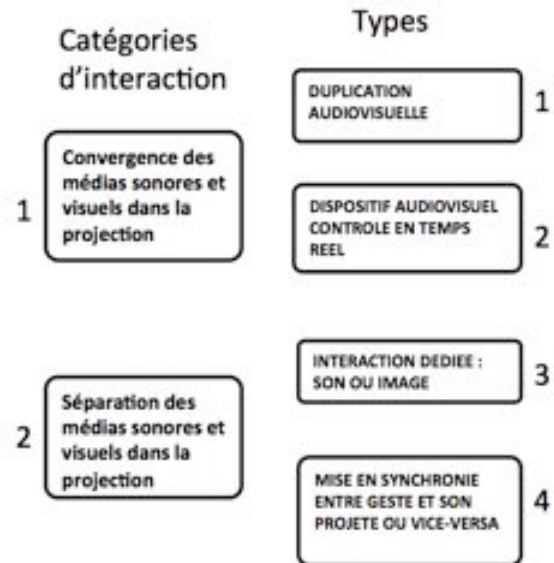 Catégories
d’interaction
Types
1
Convergence des
médias sonores et
visuels dans la
projection
DUPLICATION
AUDIOVISUELLE
1
DISPOSITIF AUDIOVISUEL
CONTROLE EN TEMPS
REEL
2
2
Séparation des
médias sonores et
visuels dans la
projection
INTERACTION DEDIEE :
SON OU IMAGE
3
MISE EN SYNCHRONIE
ENTRE GESTE ET SON
PROJETE OU VICE-VERSA
4